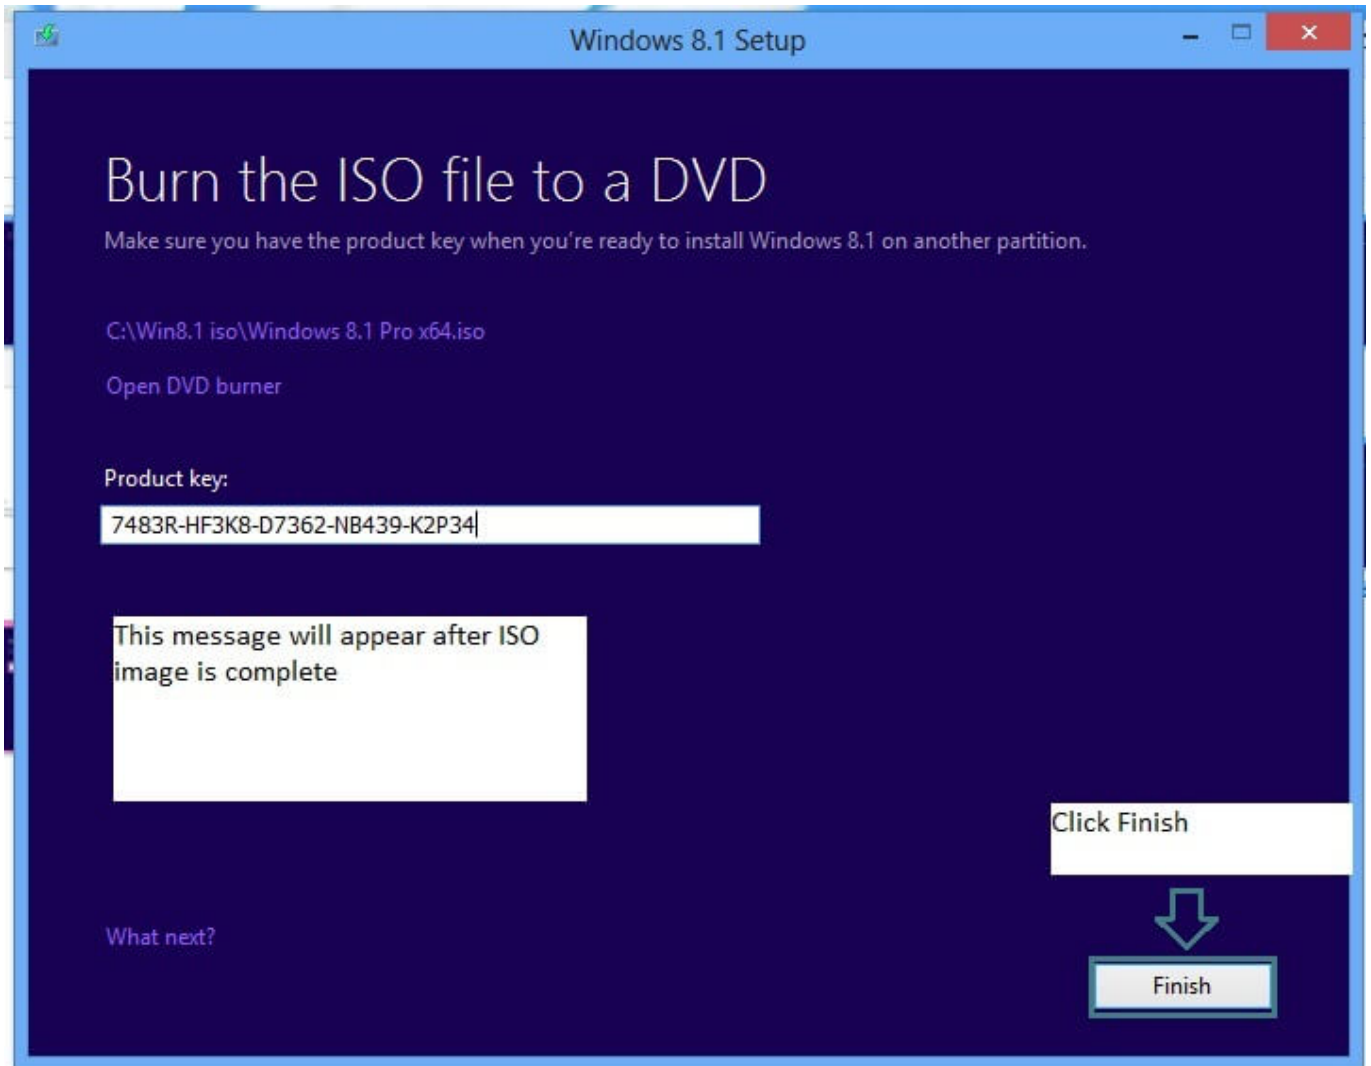 Windows 8.1 Setup
Burn the ISO file to a DVD
Make sure you have the product key when you're ready to install Windows 8.1 on another partition.
C:\Win8.1 iso\Windows 8.1 Pro x64.iso
Open DVD burner
Product key:
7483R-HF3K8-D7362-NB439-K2P34
This message will appear after ISO
image is complete
Click Finish
What next?
Finish